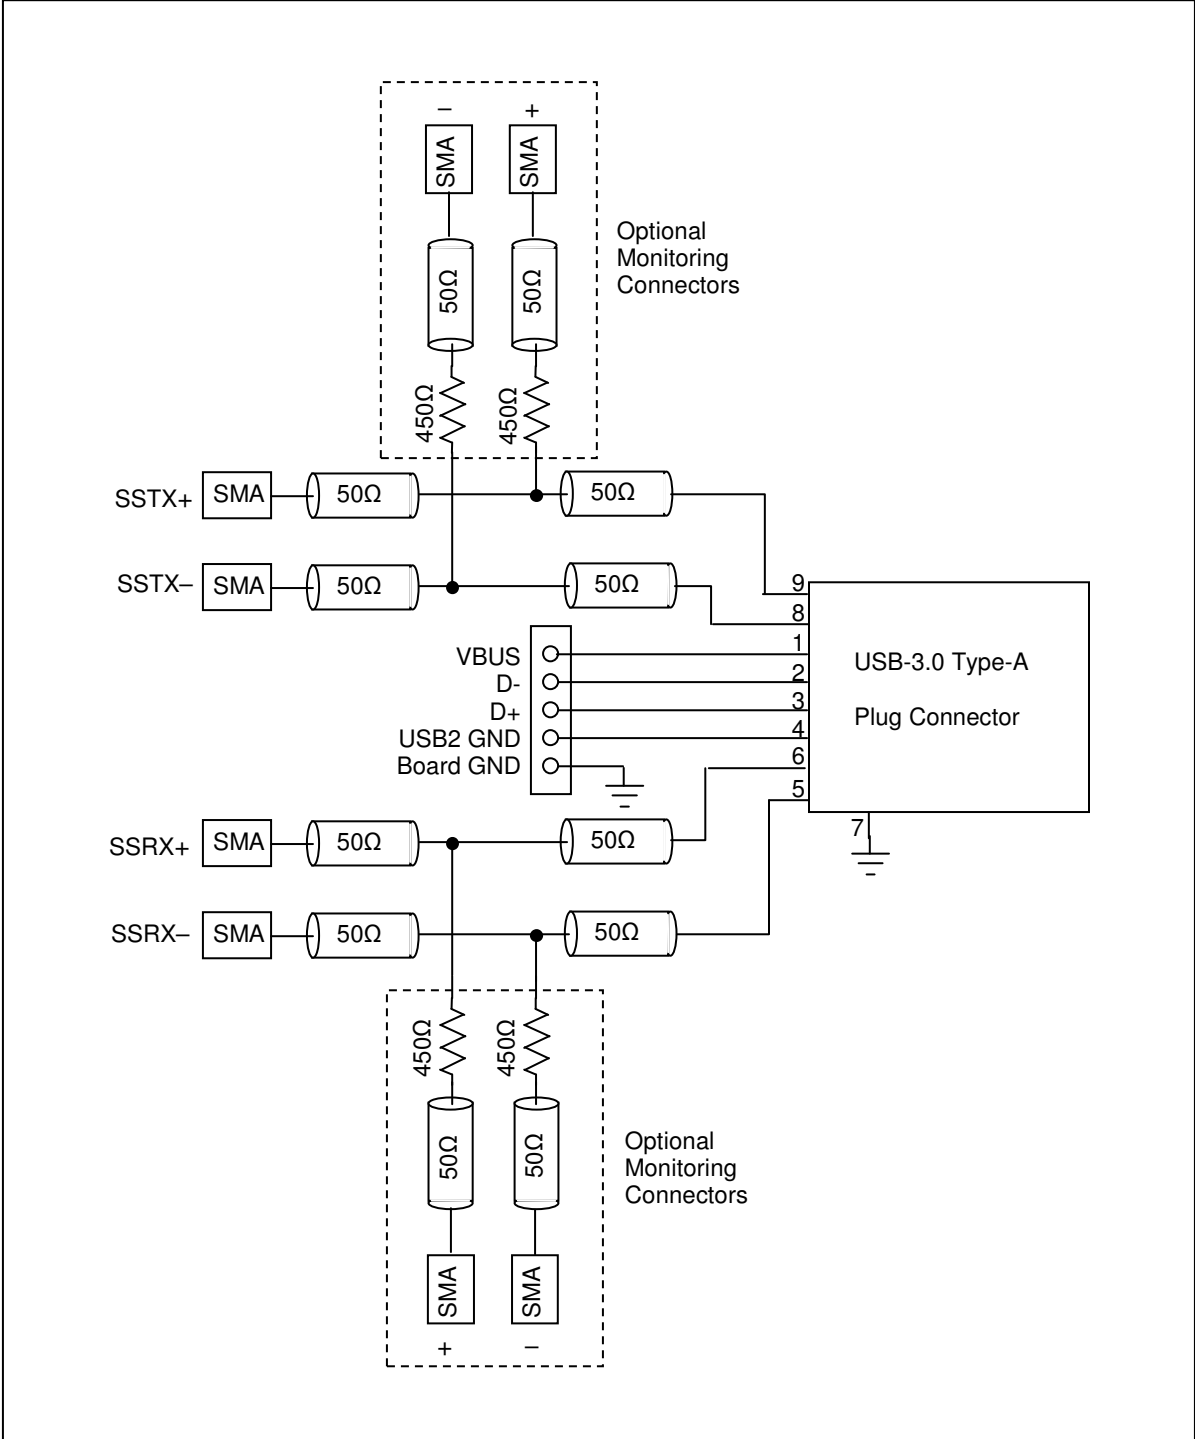 – +
SMA SMA
50Ω 50Ω
450Ω 450Ω
Optional
Monitoring
Connectors
SSTX+ SMA 50Ω 50Ω
SSTX– SMA 50Ω 50Ω
9
8
1
2
3
4
6
5
7
USB-3.0 Type-A
Plug Connector
VBUS
D-
D+
USB2 GND
Board GND
SSRX+ SMA 50Ω 50Ω
SSRX– SMA 50Ω 50Ω
450Ω 450Ω
50Ω 50Ω
SMA SMA
+ –
Optional
Monitoring
Connectors